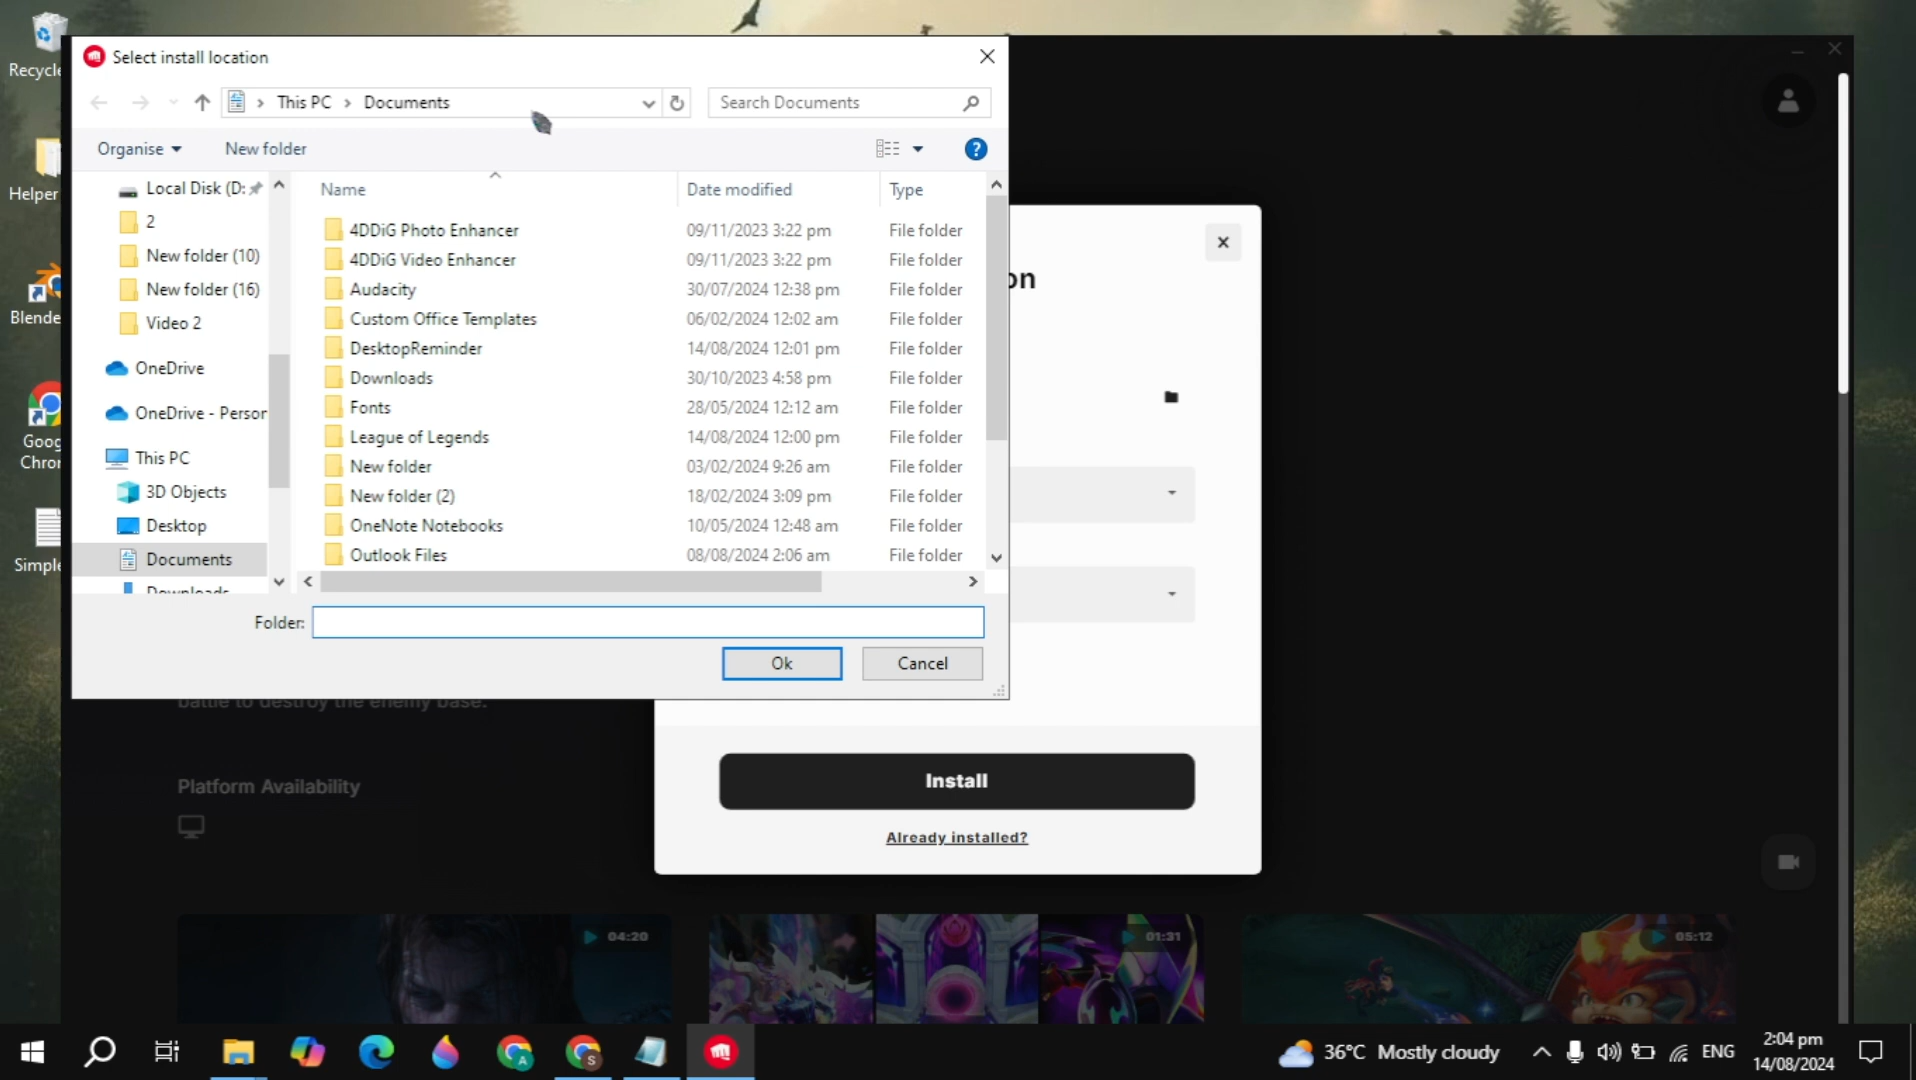 Recycle
Helper
Blende
Goog
Chron
Simple
Select install location
This PC > Documents
Search Documents
Organise
New folder
Local Disk (D:
2
New folder (10)
New folder (16)
Video 2
OneDrive
OneDrive - Person
This PC
3D Objects
Desktop
Documents
Downloads
Name Date modified Type
4DDiG Photo Enhancer 09/11/2023 3:22 pm File folder
4DDiG Video Enhancer 09/11/2023 3:22 pm File folder
Audacity 30/07/2024 12:38 pm File folder
Custom Office Templates 06/02/2024 12:02 am File folder
DesktopReminder 14/08/2024 12:01 pm File folder
Downloads 30/10/2023 4:58 pm File folder
Fonts 28/05/2024 12:12 am File folder
League of Legends 14/08/2024 12:00 pm File folder
New folder 03/02/2024 9:26 am File folder
New folder (2) 18/02/2024 3:09 pm File folder
OneNote Notebooks 10/05/2024 12:48 am File folder
Outlook Files 08/08/2024 2:06 am File folder
Folder:
Ok
Cancel
on
battle to destroy the enemy base.
Platform Availability
Install
Already installed?
04:20
01:31
05:12
36°C Mostly cloudy
ENG
2:04 pm
14/08/2024